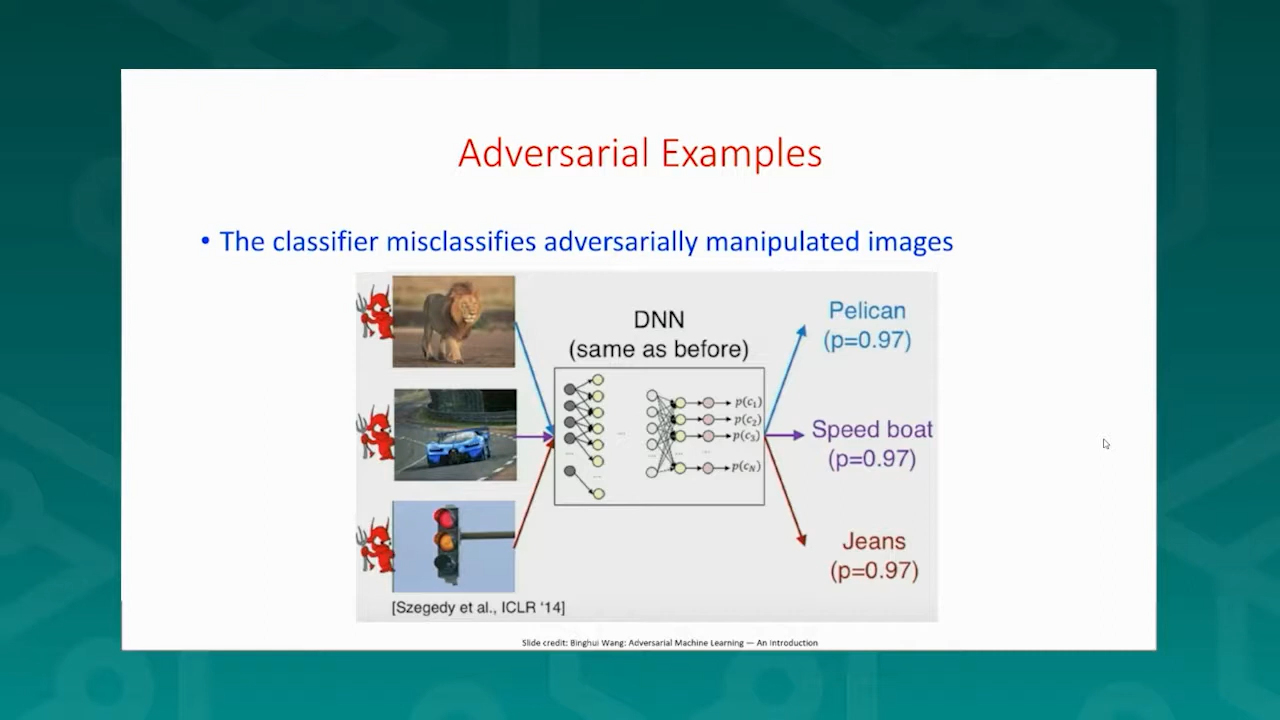 Adversarial Examples
• The classifier misclassifies adversarially manipulated images
DNN
(same as before)
p(c₁)
p(c₂)
p(c₃)
p(c_N)
Pelican
(p=0.97)
Speed boat
(p=0.97)
Jeans
(p=0.97)
[Szegedy et al., ICLR '14]
Slide credit: Binghui Wang: Adversarial Machine Learning — An Introduction